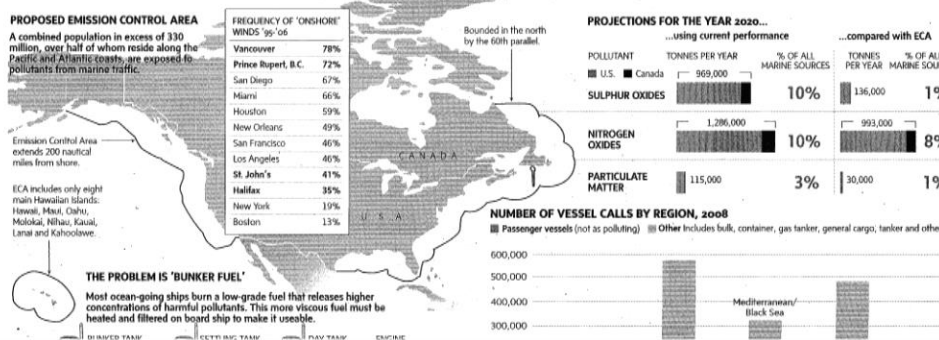 PROPOSED EMISSION CONTROL AREA
A combined population in excess of 330
million, over half of whom reside along the
Pacific and Atlantic coasts, are exposed to
pollutants from marine traffic.
Emission Control Area
extends 200 nautical
miles from shore.
ECA includes only eight
main Hawaiian Islands:
Hawaii, Maui, Oahu,
Molokai, Nihau, Kauai,
Lanai and Kahoolawe.
FREQUENCY OF 'ONSHORE'
WINDS '95-'06
Vancouver 78%
Prince Rupert, B.C. 72%
San Diego 67%
Miami 66%
Houston 59%
New Orleans 49%
San Francisco 46%
Los Angeles 46%
St. John's 41%
Halifax 35%
New York 19%
Boston 13%
Bounded in the north
by the 60th parallel.
CANADA
U.S.A.
THE PROBLEM IS 'BUNKER FUEL'
Most ocean-going ships burn a low-grade fuel that releases higher
concentrations of harmful pollutants. This more viscous fuel must be
heated and filtered on board ship to make it useable.
BUNKER TANK SETTLING TANK DAY TANK ENGINE
PROJECTIONS FOR THE YEAR 2020...
...using current performance ...compared with ECA
POLLUTANT TONNES PER YEAR % OF ALL MARINE SOURCES TONNES PER YEAR % OF AL MARINE SOU
U.S. Canada
SULPHUR OXIDES 969,000 10% 136,000 1%
NITROGEN OXIDES 1,286,000 10% 993,000 8%
PARTICULATE MATTER 115,000 3% 30,000 1%
NUMBER OF VESSEL CALLS BY REGION, 2008
Passenger vessels (not as polluting) Other Includes bulk, container, gas tanker, general cargo, tanker and othe
600,000
500,000
400,000
300,000
Mediterranean/
Black Sea